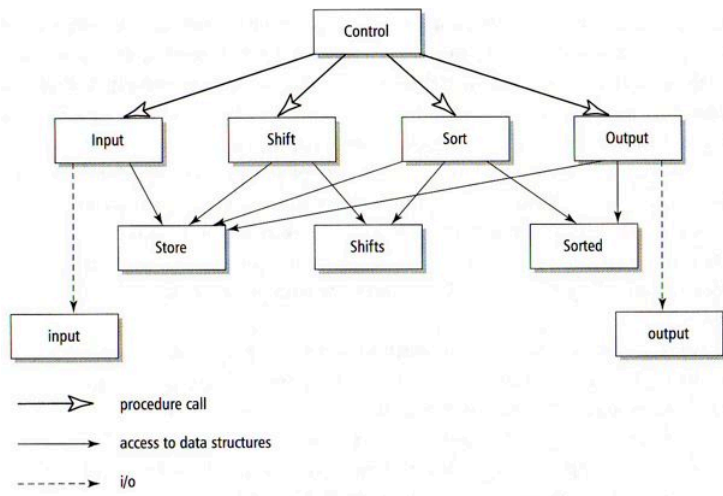 Control
Input
Shift
Sort
Output
Store
Shifts
Sorted
input
output
procedure call
access to data structures
i/o